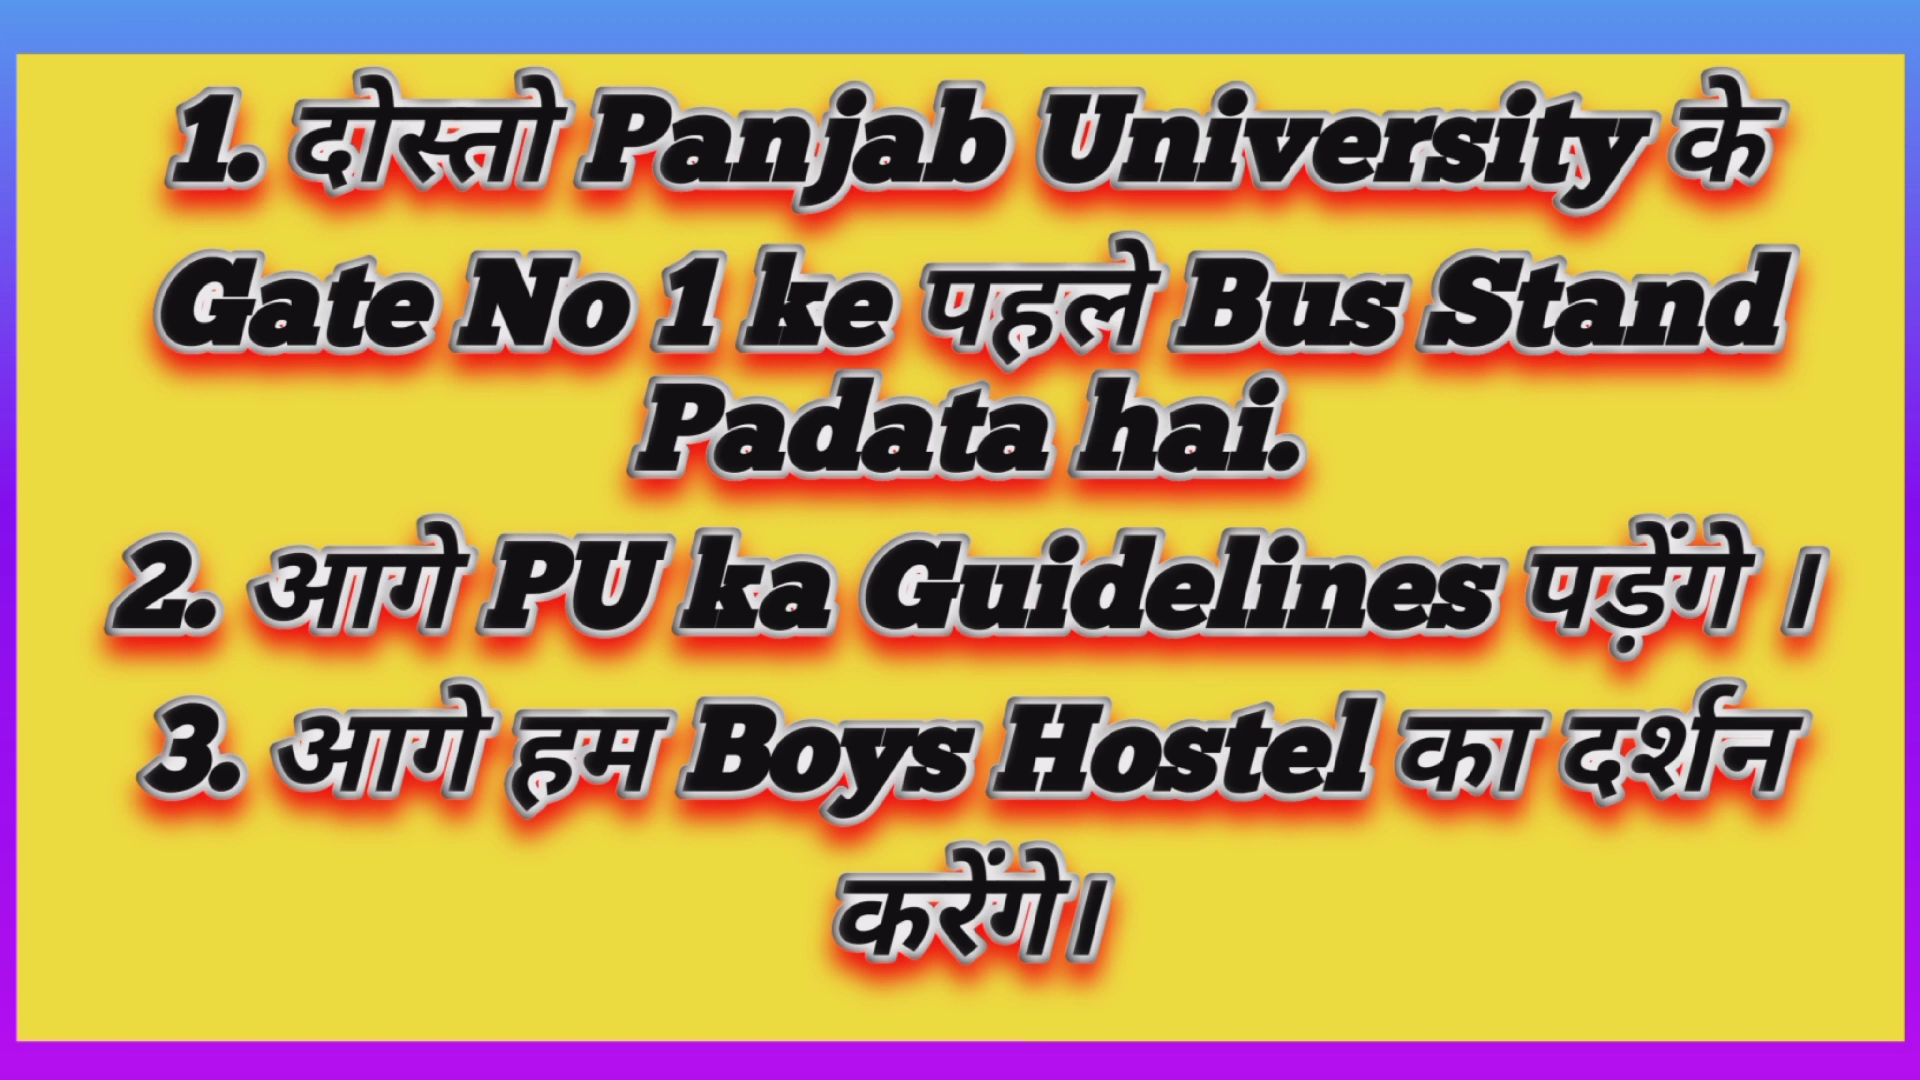 1. दोस्तो Panjab University के
Gate No 1 ke पहले Bus Stand
Padata hai.
2. आगे PU ka Guidelines पड़ेंगे ।
3. आगे हम Boys Hostel का दर्शन
करेंगे।